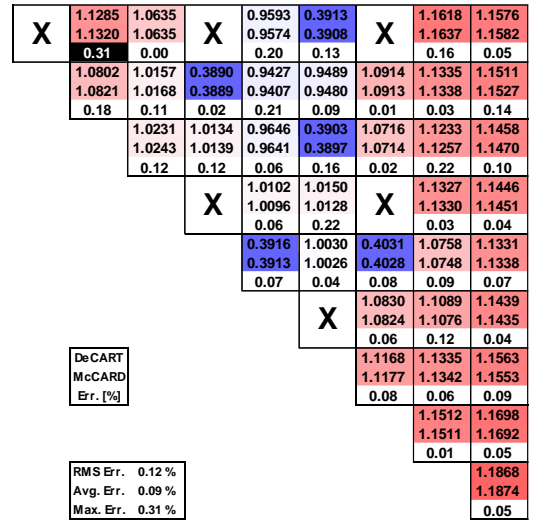 1.1285 1.0635 0.9593 0.3913 1.1618 1.1576
X 1.1320 1.0635 X 0.9574 0.3908 X 1.1637 1.1582
0.31 0.00 0.20 0.13 0.16 0.05
1.0802 1.0157 0.3890 0.9427 0.9489 1.0914 1.1335 1.1511
1.0821 1.0168 0.3889 0.9407 0.9480 1.0913 1.1338 1.1527
0.18 0.11 0.02 0.21 0.09 0.01 0.03 0.14
1.0231 1.0134 0.9646 0.3903 1.0716 1.1233 1.1458
1.0243 1.0139 0.9641 0.3897 1.0714 1.1257 1.1470
0.12 0.12 0.06 0.16 0.02 0.22 0.10
1.0102 1.0150 1.1327 1.1446
X 1.0096 1.0128 X 1.1330 1.1451
0.06 0.22 0.03 0.04
0.3916 1.0030 0.4031 1.0758 1.1331
0.3913 1.0026 0.4028 1.0748 1.1338
0.07 0.04 0.08 0.09 0.07
1.0830 1.1089 1.1439
X 1.0824 1.1076 1.1435
0.06 0.12 0.04
DeCART 1.1168 1.1335 1.1563
McCARD 1.1177 1.1342 1.1553
Err. [%] 0.08 0.06 0.09
1.1512 1.1698
1.1511 1.1692
0.01 0.05
RMS Err. 0.12 % 1.1868
Avg. Err. 0.09 % 1.1874
Max. Err. 0.31 % 0.05